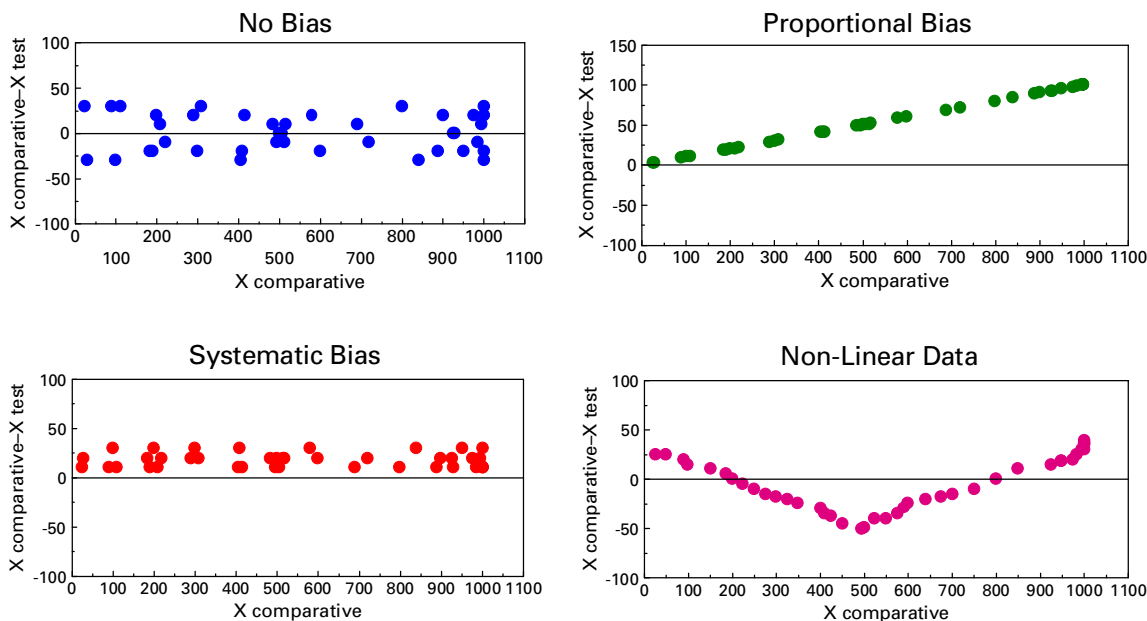 No Bias
X comparative–X test
100
50
0
-50
-100
0 200 400 500 600 800 1000
100 300 500 700 900 1100
X comparative
Proportional Bias
X comparative–X test
150
100
50
0
-50
-100
0 100 200 300 400 500 600 700 800 900 1000 1100
X comparative
Systematic Bias
X comparative–X test
100
50
0
-50
-100
0 100 200 300 400 500 600 700 800 900 1000 1100
X comparative
Non-Linear Data
X comparative–X test
100
50
0
-50
-100
0 100 200 300 400 500 600 700 800 900 1000 1100
X comparative